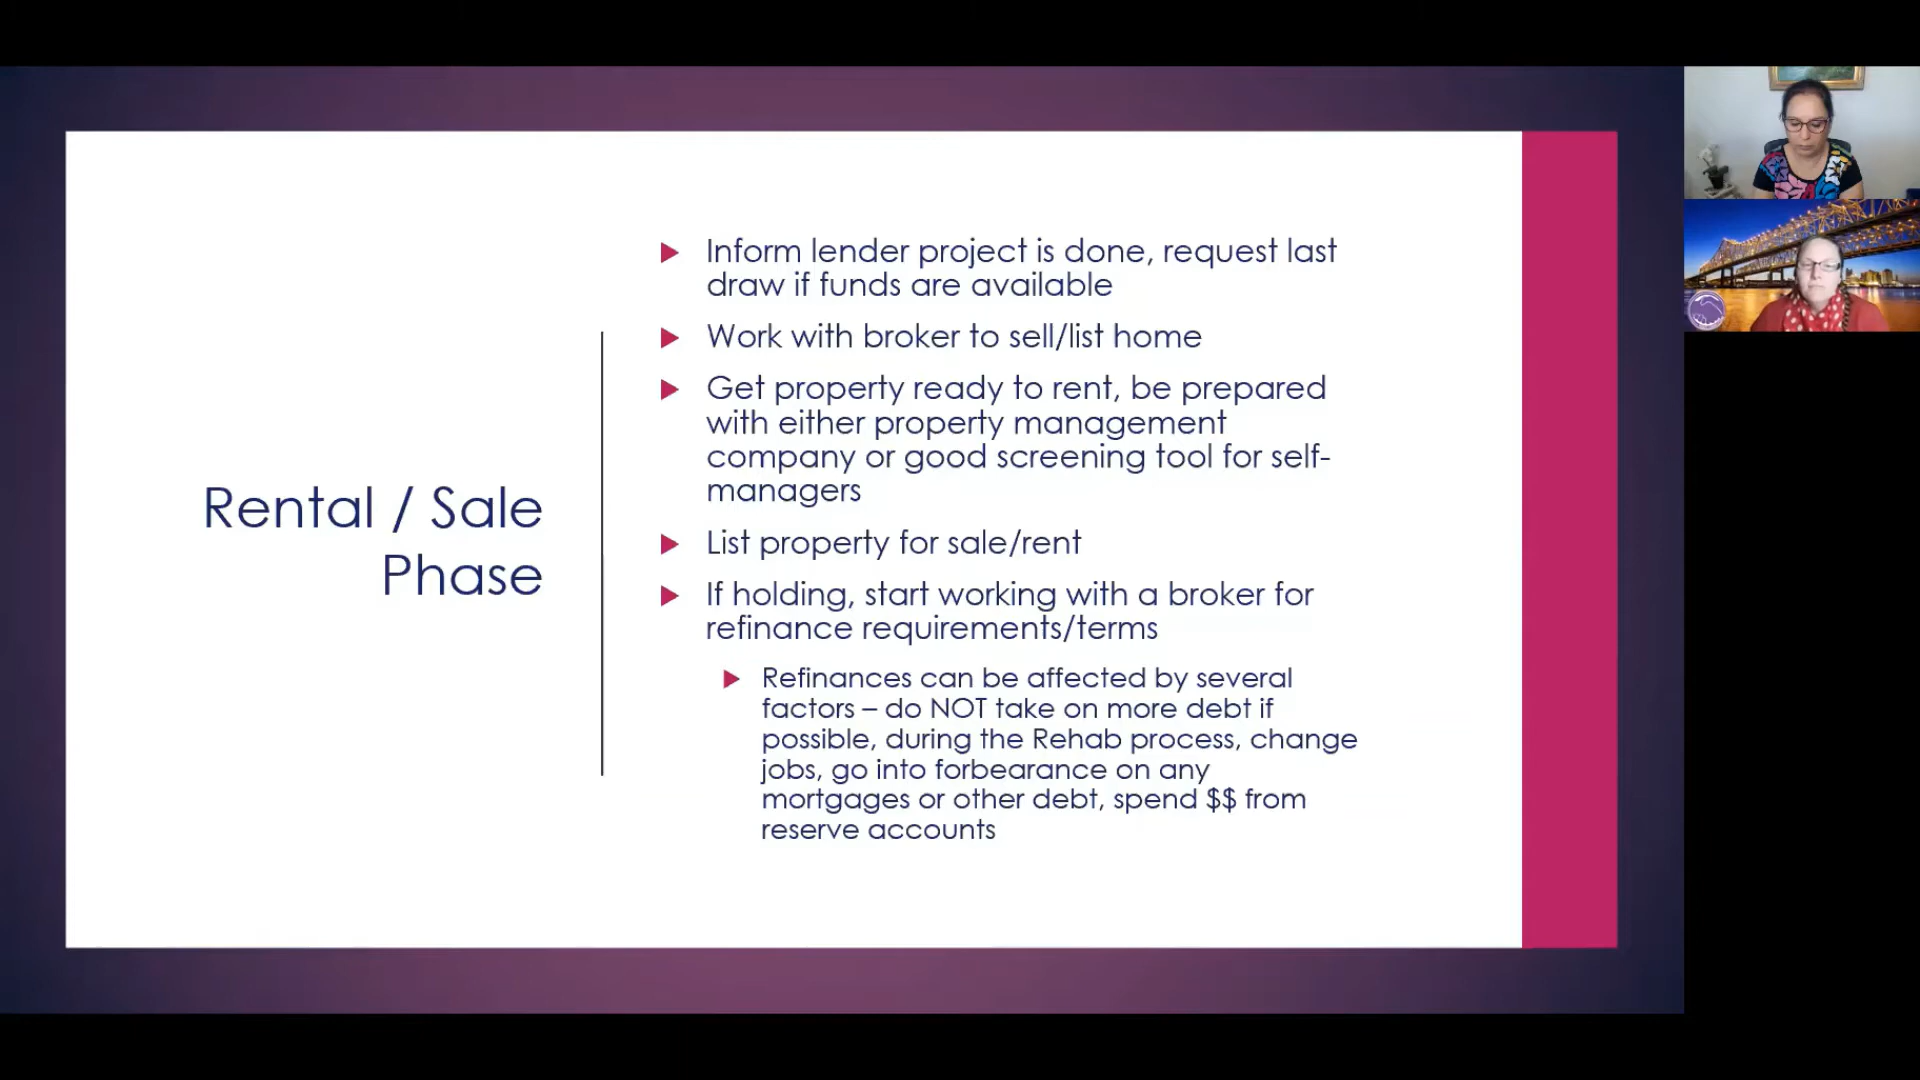 Rental / Sale
Phase
Inform lender project is done, request last
draw if funds are available
Work with broker to sell/list home
Get property ready to rent, be prepared
with either property management
company or good screening tool for self-
managers
List property for sale/rent
If holding, start working with a broker for
refinance requirements/terms
Refinances can be affected by several
factors – do NOT take on more debt if
possible, during the Rehab process, change
jobs, go into forbearance on any
mortgages or other debt, spend $$ from
reserve accounts